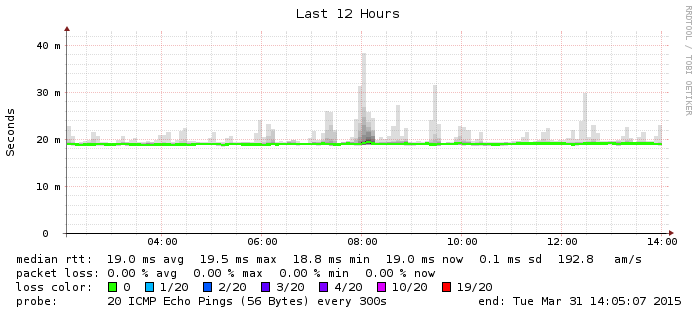 Last 12 Hours
RRDTOOL / TOBI OETIKER
Seconds
40 m
30 m
20 m
10 m
0
04:00 06:00 08:00 10:00 12:00 14:00
median rtt: 19.0 ms avg 19.5 ms max 18.8 ms min 19.0 ms now 0.1 ms sd 192.8 am/s
packet loss: 0.00 % avg 0.00 % max 0.00 % min 0.00 % now
loss color: 0 1/20 2/20 3/20 4/20 10/20 19/20
probe: 20 ICMP Echo Pings (56 Bytes) every 300s end: Tue Mar 31 14:05:07 2015